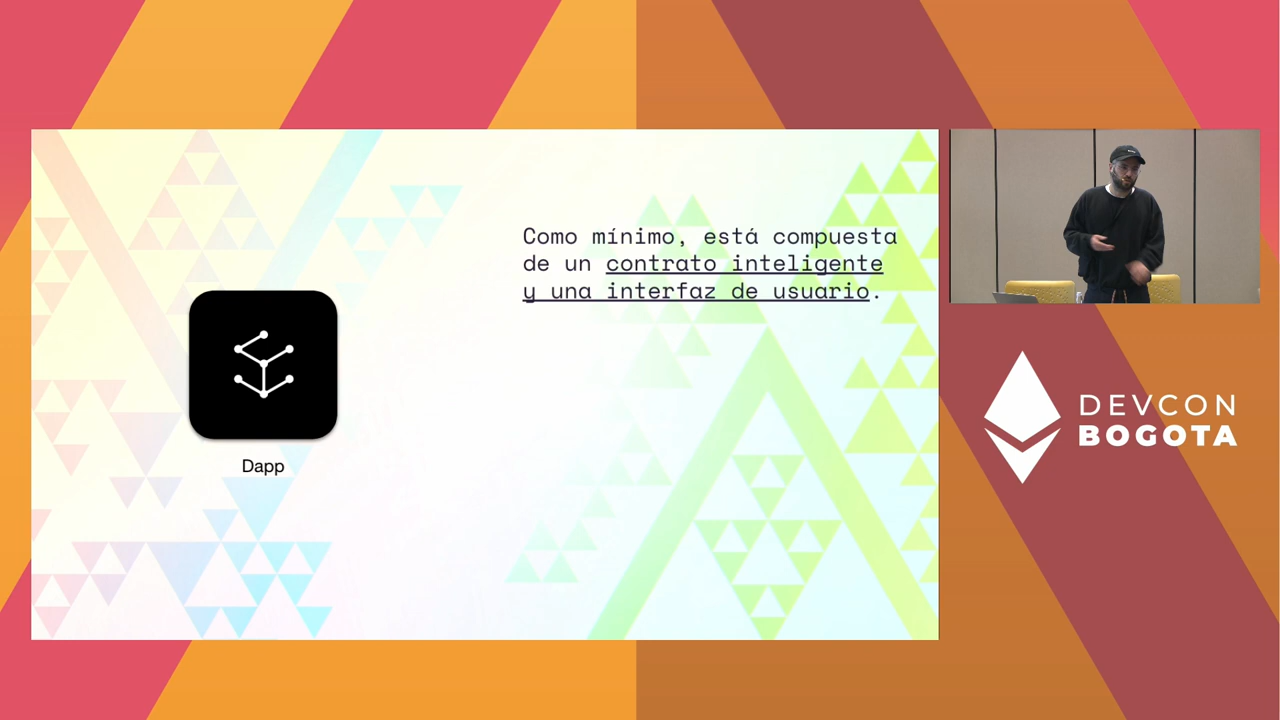 Como mínimo, está compuesta
de un contrato inteligente
y una interfaz de usuario.
Dapp
DEVCON
BOGOTA